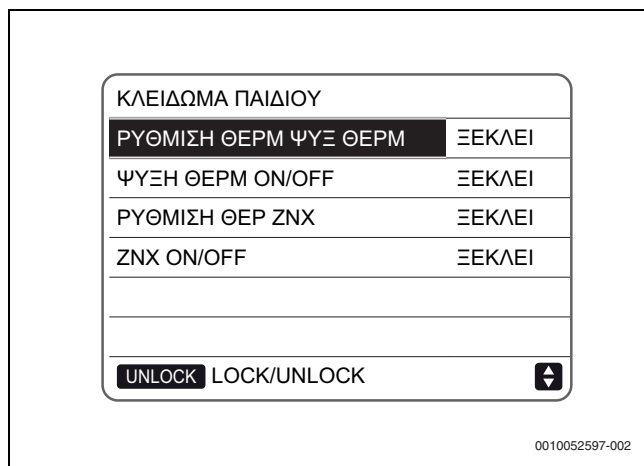 ΚΛΕΙΔΩΜΑ ΠΑΙΔΙΟΥ
ΡΥΘΜΙΣΗ ΘΕΡΜ ΨΥΞ ΘΕΡΜ ΞΕΚΛΕΙ
ΨΥΞΗ ΘΕΡΜ ON/OFF ΞΕΚΛΕΙ
ΡΥΘΜΙΣΗ ΘΕΡ ΖΝΧ ΞΕΚΛΕΙ
ΖΝΧ ON/OFF ΞΕΚΛΕΙ
UNLOCK LOCK/UNLOCK
0010052597-002